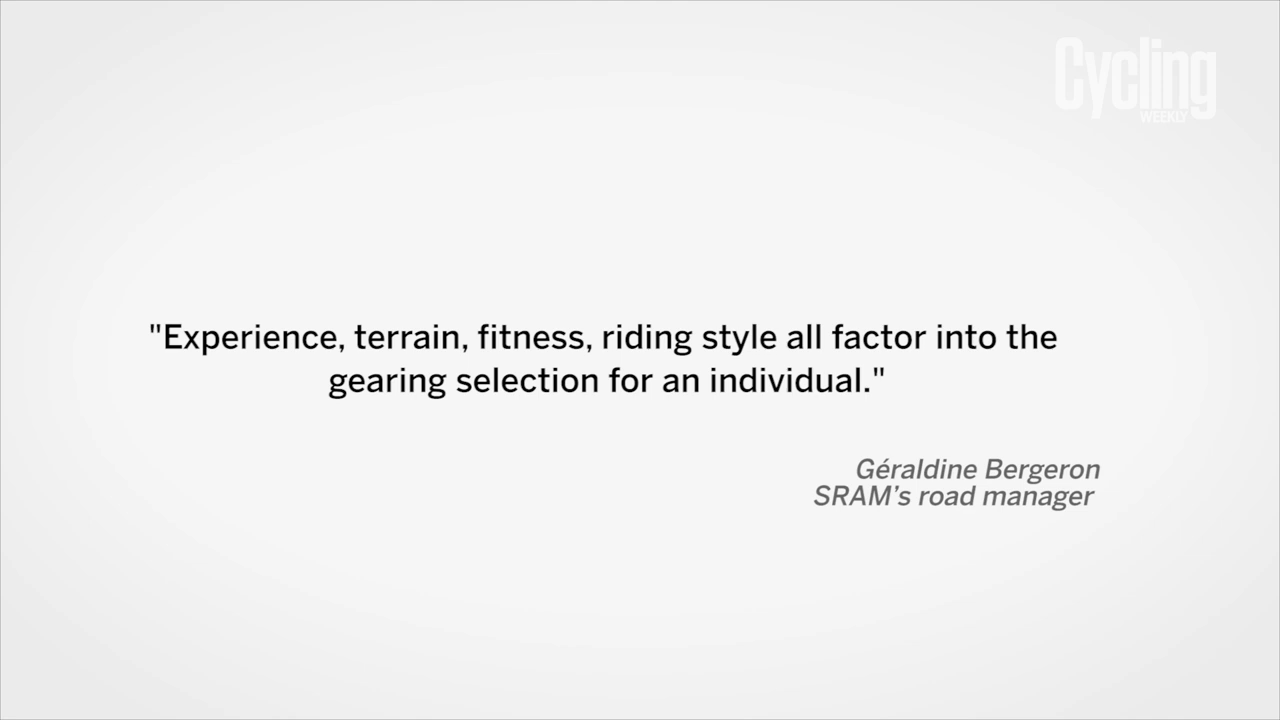 Cycling
WEEKLY
"Experience, terrain, fitness, riding style all factor into the
gearing selection for an individual."
Géraldine Bergeron
SRAM’s road manager